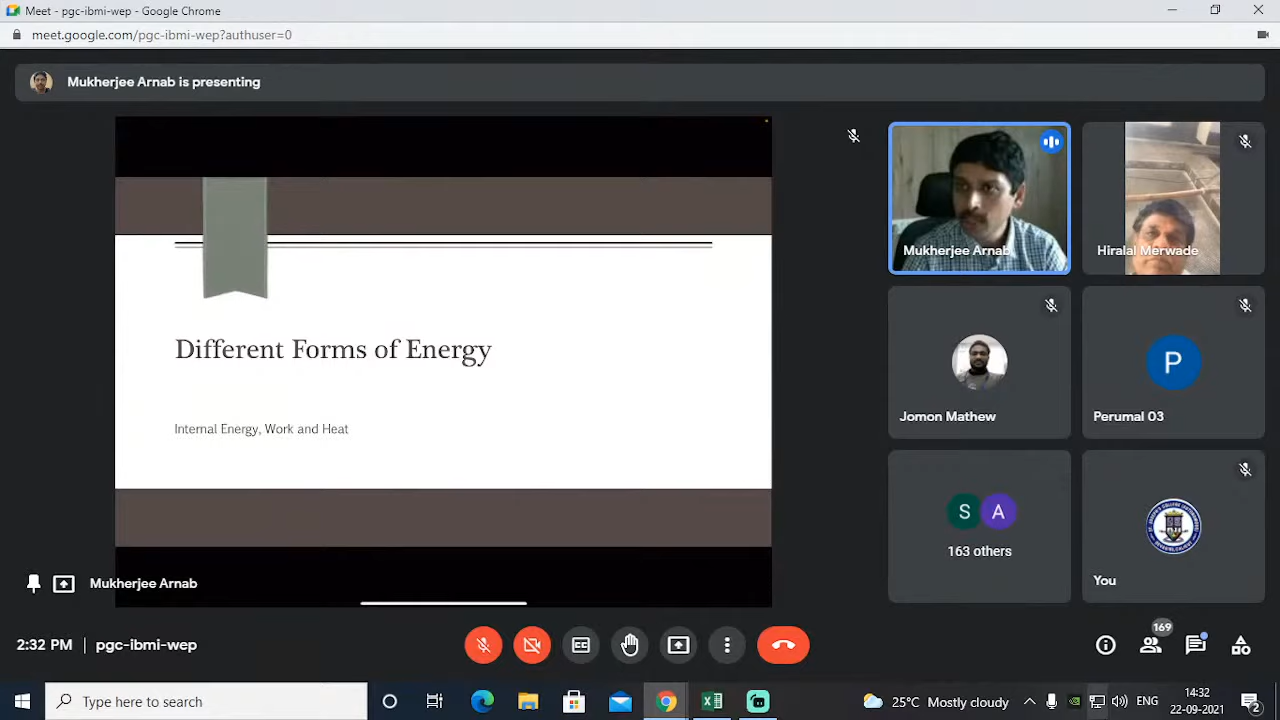 Meet - pgc-ibmi-wep - Google Chrome
meet.google.com/pgc-ibmi-wep?authuser=0
Mukherjee Arnab is presenting
Different Forms of Energy
Internal Energy, Work and Heat
Mukherjee Arnab
Hiralal Merwade
Jomon Mathew
P
Perumal 03
S A
163 others
You
Mukherjee Arnab
2:32 PM | pgc-ibmi-wep
CC
169
Type here to search
25°C Mostly cloudy
ENG
14:32
22-09-2021
2